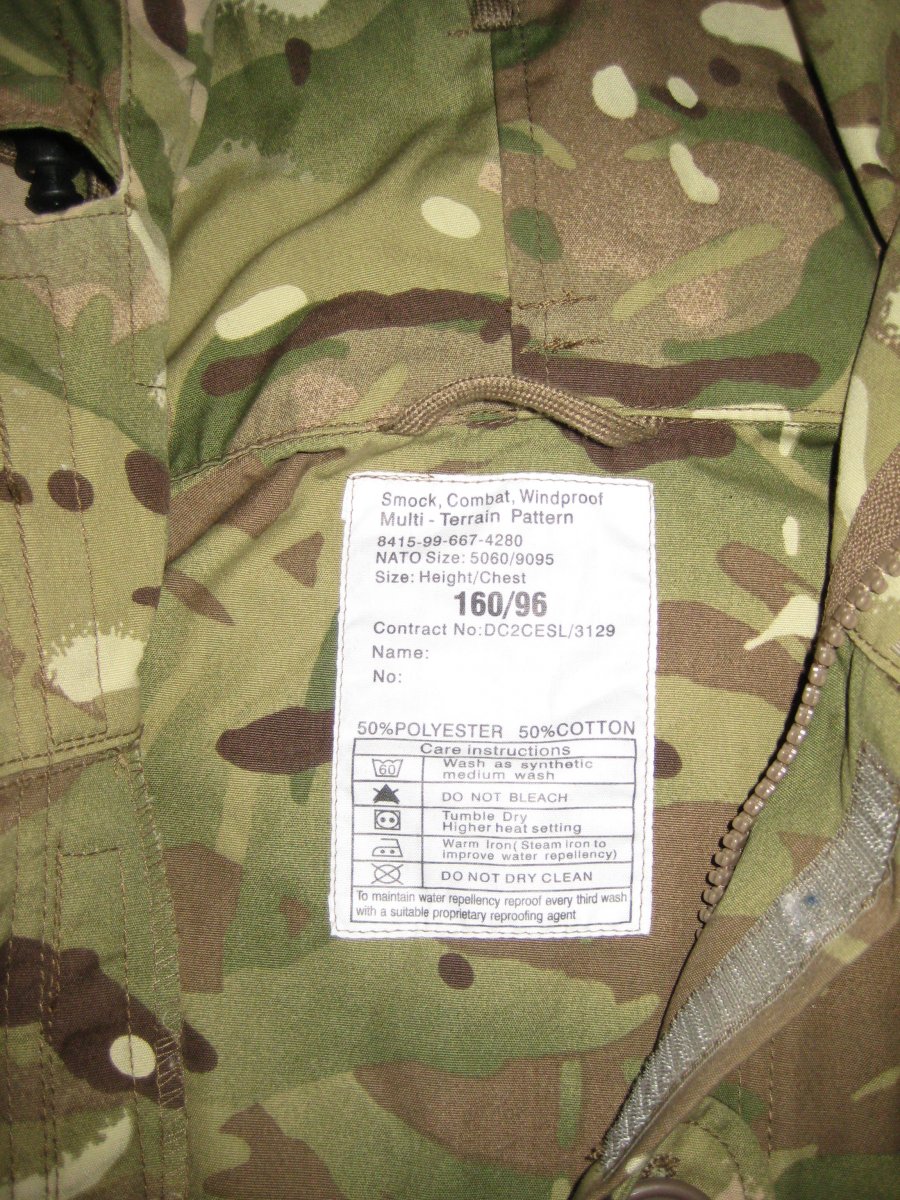 Smock, Combat, Windproof
Multi - Terrain Pattern
8415-99-667-4280
NATO Size: 5060/9095
Size: Height/Chest
160/96
Contract No:DC2CESL/3129
Name:
No:
50%POLYESTER 50%COTTON
Care instructions
60
Wash as synthetic
medium wash
DO NOT BLEACH
Tumble Dry
Higher heat setting
Warm Iron( Steam iron to
improve water repellency)
DO NOT DRY CLEAN
To maintain water repellency reproof every third wash
with a suitable proprietary reproofing agent